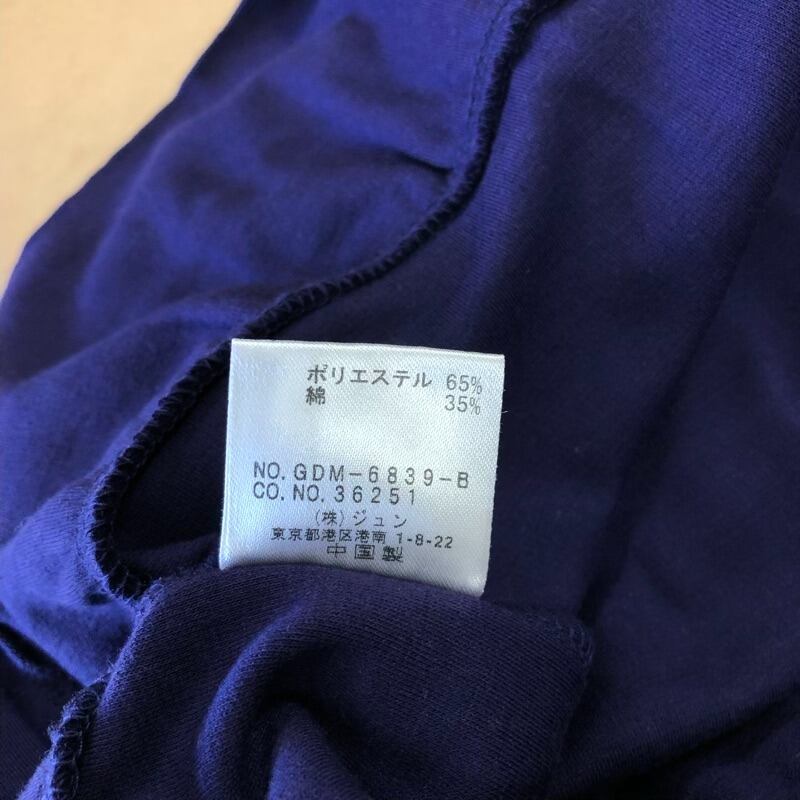 ポリエステル 65%
綿 35%
NO. GDM-6839-B
CO. NO. 36251
(株)ジュン
東京都港区港南 1-8-22
中国製